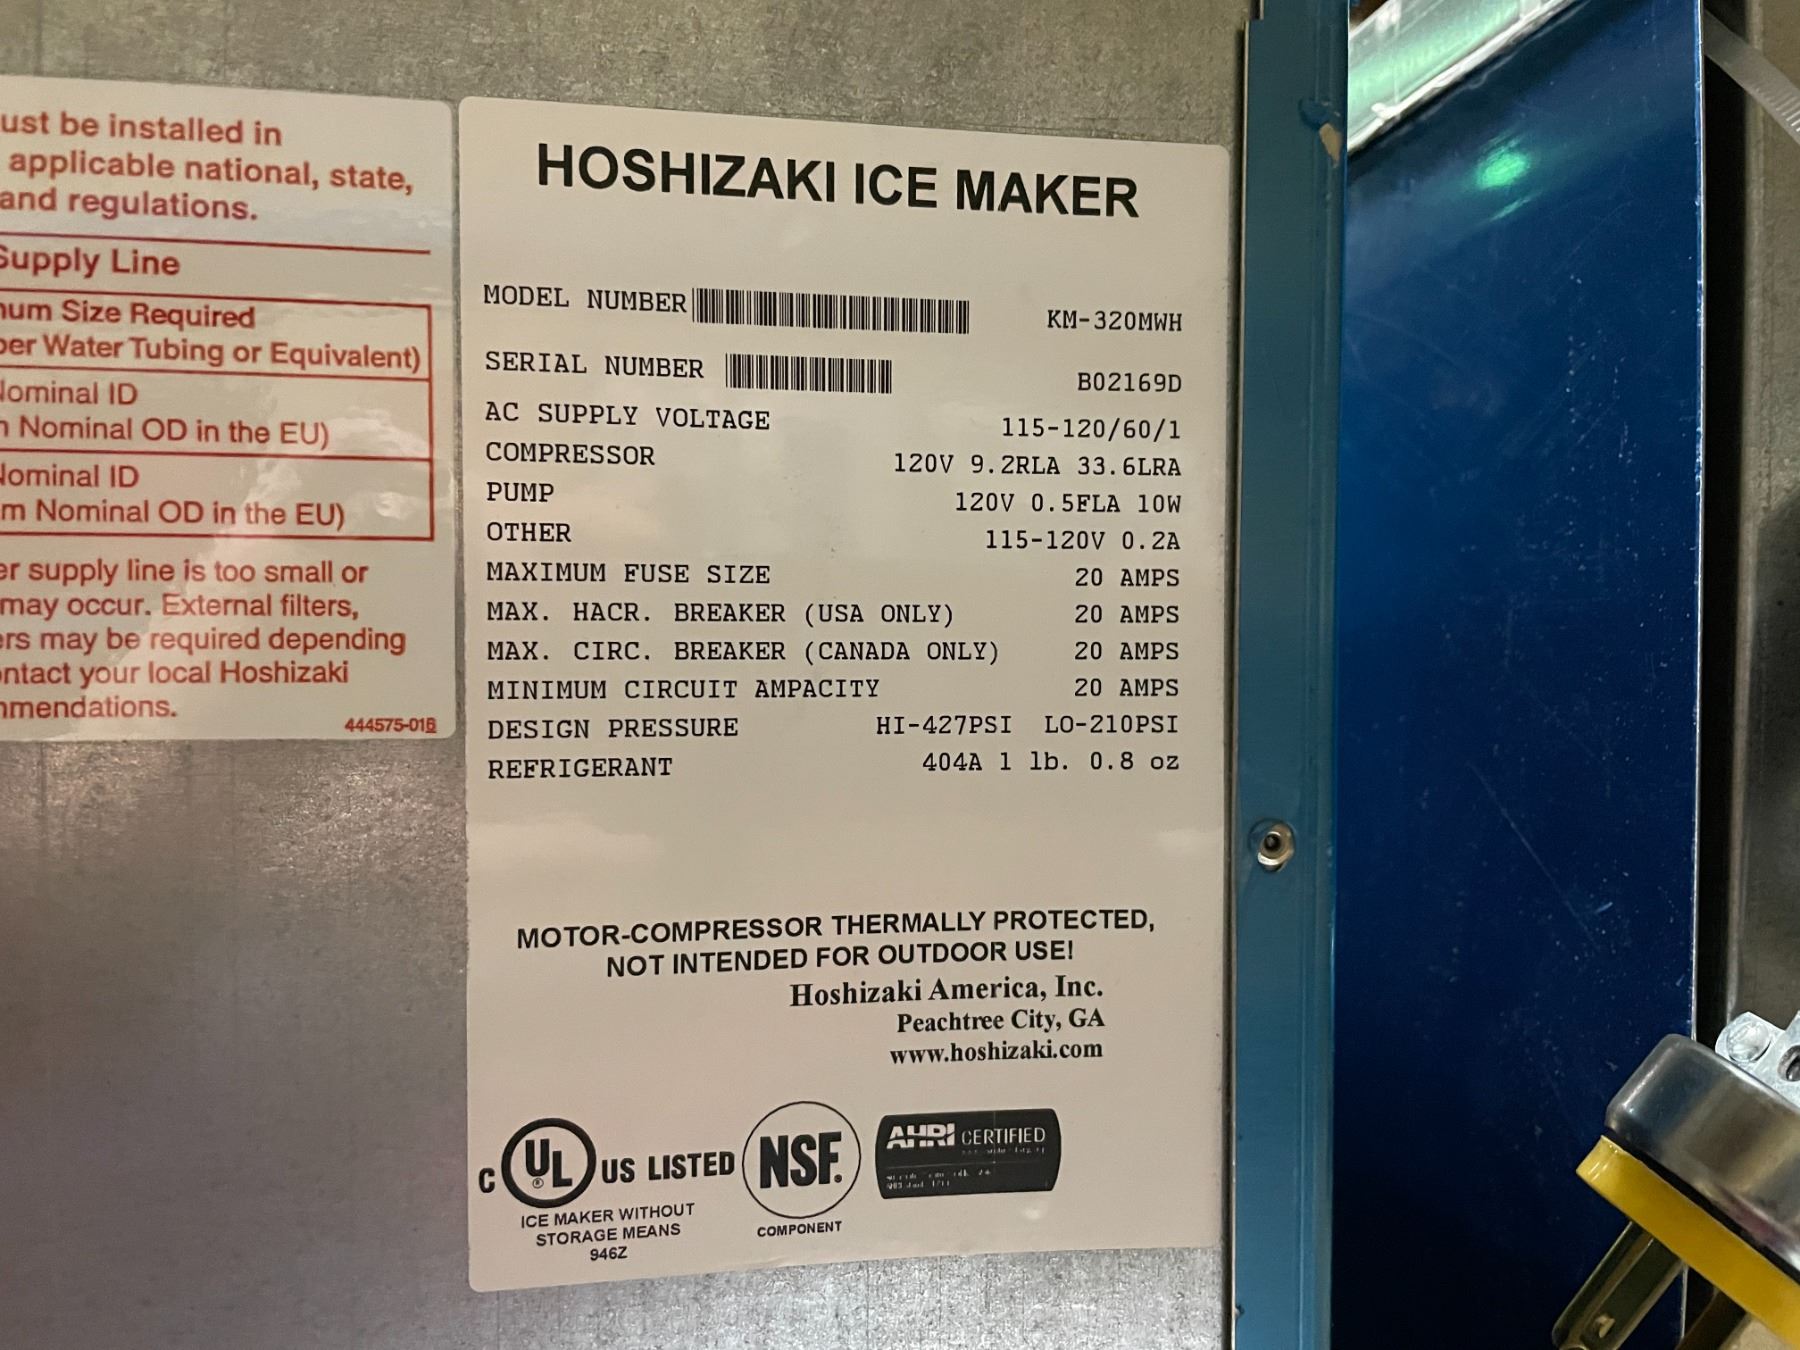 ust be installed in
applicable national, state,
and regulations.
Supply Line
um Size Required
per Water Tubing or Equivalent)
Nominal ID
Nominal OD in the EU)
Nominal ID
m Nominal OD in the EU)
er supply line is too small or
may occur. External filters,
ers may be required depending
ontact your local Hoshizaki
mmendations.
444575-01B
HOSHIZAKI ICE MAKER
MODEL NUMBER KM-320MWH
SERIAL NUMBER B02169D
AC SUPPLY VOLTAGE 115-120/60/1
COMPRESSOR 120V 9.2RLA 33.6LRA
PUMP 120V 0.5FLA 10W
OTHER 115-120V 0.2A
MAXIMUM FUSE SIZE 20 AMPS
MAX. HACR. BREAKER (USA ONLY) 20 AMPS
MAX. CIRC. BREAKER (CANADA ONLY) 20 AMPS
MINIMUM CIRCUIT AMPACITY 20 AMPS
DESIGN PRESSURE HI-427PSI LO-210PSI
REFRIGERANT 404A 1 lb. 0.8 oz
MOTOR-COMPRESSOR THERMALLY PROTECTED,
NOT INTENDED FOR OUTDOOR USE!
Hoshizaki America, Inc.
Peachtree City, GA
www.hoshizaki.com
C UL ® US LISTED
ICE MAKER WITHOUT
STORAGE MEANS
946Z
NSF.
COMPONENT
AHRI CERTIFIED